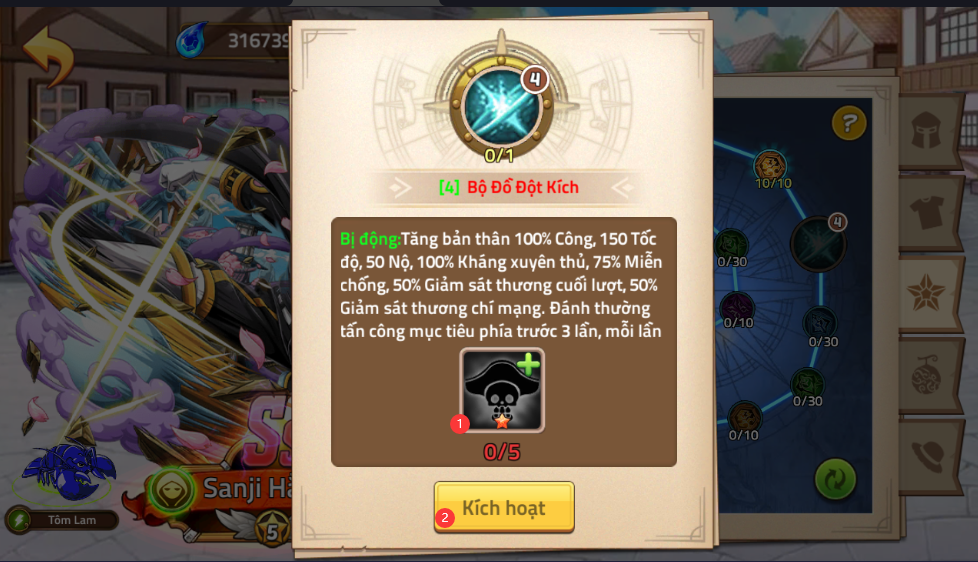 316739
4
0/1
[4] Bộ Đồ Đột Kích
Bị động:Tăng bản thân 100% Công, 150 Tốc
độ, 50 Nộ, 100% Kháng xuyên thủ, 75% Miễn
chống, 50% Giảm sát thương cuối lượt, 50%
Giảm sát thương chí mạng. Đánh thường
tấn công mục tiêu phía trước 3 lần, mỗi lần
1
0/5
2
Kích hoạt
?
10/10
4
0/30
0/10
0/30
0/30
0/10
Sanji
5
Tôm Lam